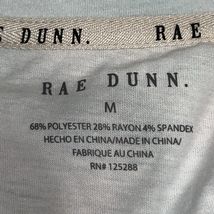 RAE DUNN. RAE
RAE DUNN.
M
68% POLYESTER 28% RAYON 4% SPANDEX
HECHO EN CHINA/MADE IN CHINA/
FABRIQUE AU CHINA
RN# 125288